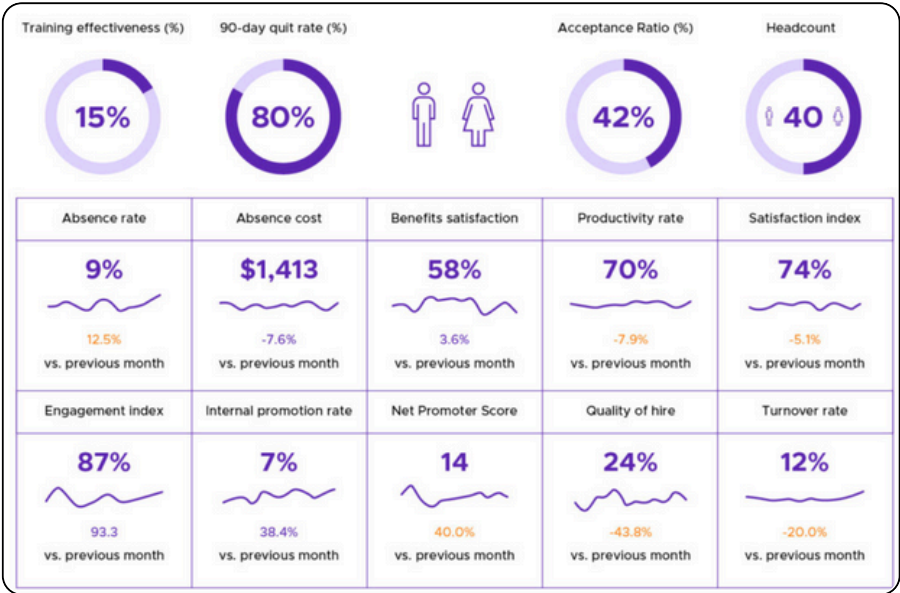 Training effectiveness (%)
90-day quit rate (%)
Acceptance Ratio (%)
Headcount
15%
80%
42%
40
Absence rate
Absence cost
Benefits satisfaction
Productivity rate
Satisfaction index
9%
$1,413
58%
70%
74%
12.5%
-7.6%
3.6%
-7.9%
-5.1%
vs. previous month
vs. previous month
vs. previous month
vs. previous month
vs. previous month
Engagement index
Internal promotion rate
Net Promoter Score
Quality of hire
Turnover rate
87%
7%
14
24%
12%
93.3
38.4%
40.0%
-43.8%
-20.0%
vs. previous month
vs. previous month
vs. previous month
vs. previous month
vs. previous month